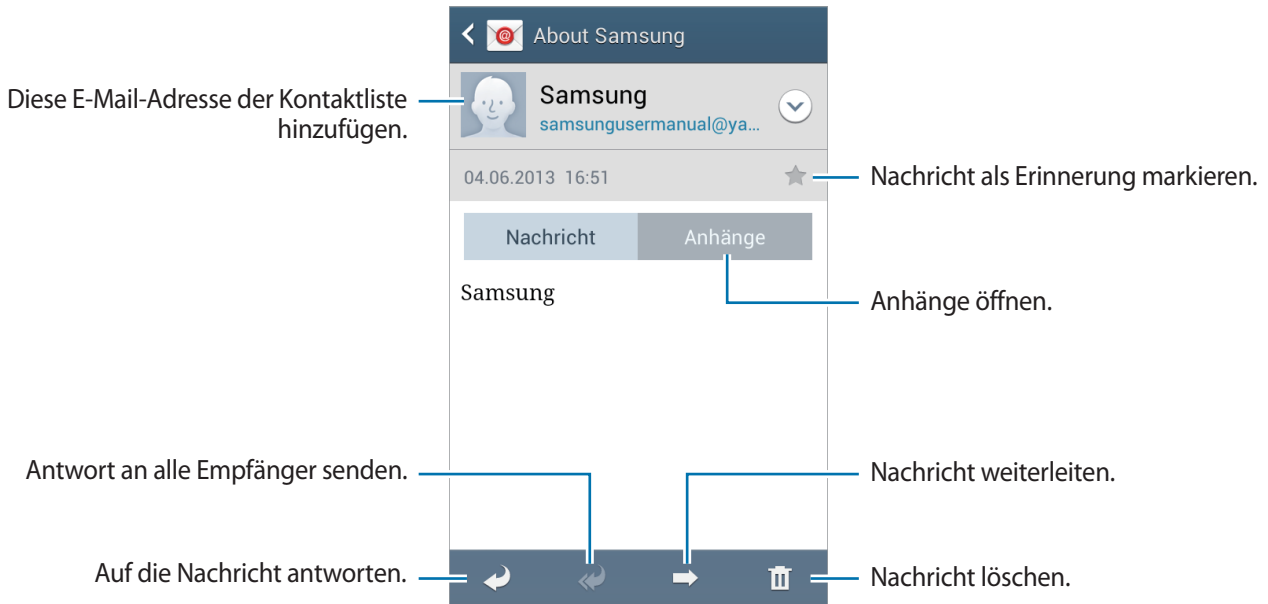 About Samsung
Diese E-Mail-Adresse der Kontaktliste
hinzufügen.
Samsung
samsungusermanual@ya...
04.06.2013 16:51
Nachricht als Erinnerung markieren.
Nachricht
Anhänge
Samsung
Anhänge öffnen.
Antwort an alle Empfänger senden.
Nachricht weiterleiten.
Auf die Nachricht antworten.
Nachricht löschen.